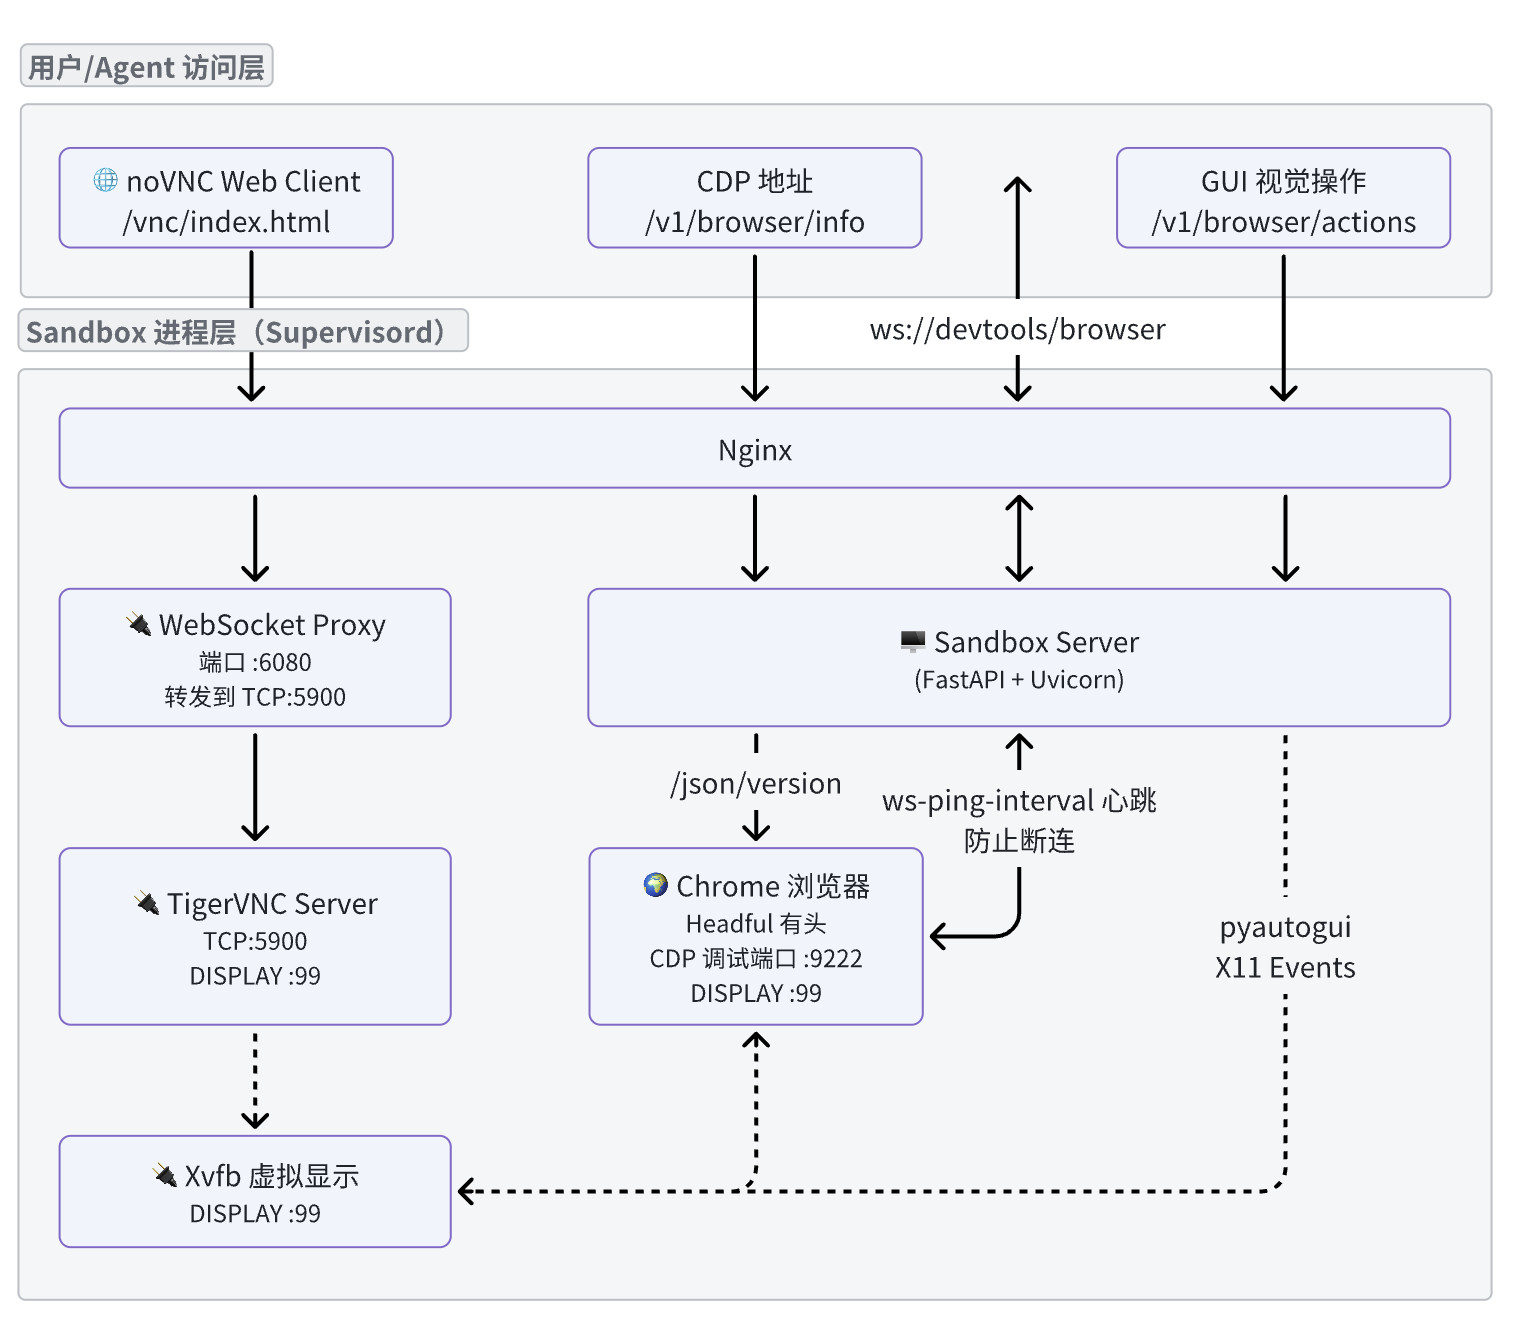 用户/Agent 访问层
noVNC Web Client
/vnc/index.html
CDP 地址
/v1/browser/info
GUI 视觉操作
/v1/browser/actions
Sandbox 进程层（Supervisord）
ws://devtools/browser
Nginx
WebSocket Proxy
端口 :6080
转发到 TCP:5900
Sandbox Server
(FastAPI + Uvicorn)
/json/version
ws-ping-interval 心跳
防止断连
TigerVNC Server
TCP:5900
DISPLAY :99
Chrome 浏览器
Headful 有头
CDP 调试端口 :9222
DISPLAY :99
pyautogui
X11 Events
Xvfb 虚拟显示
DISPLAY :99